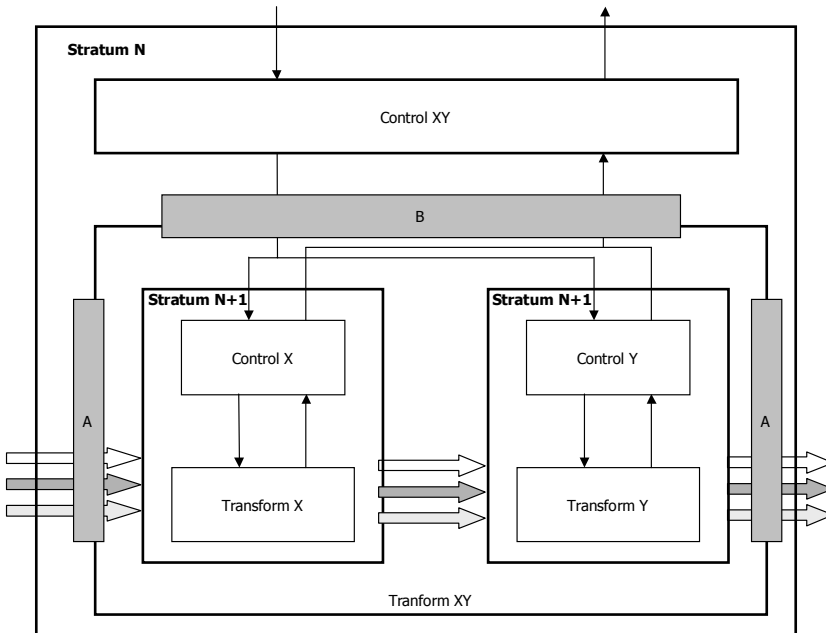 Stratum N
Control XY
B
Stratum N+1
Stratum N+1
Control X
Control Y
A
A
Transform X
Transform Y
Tranform XY